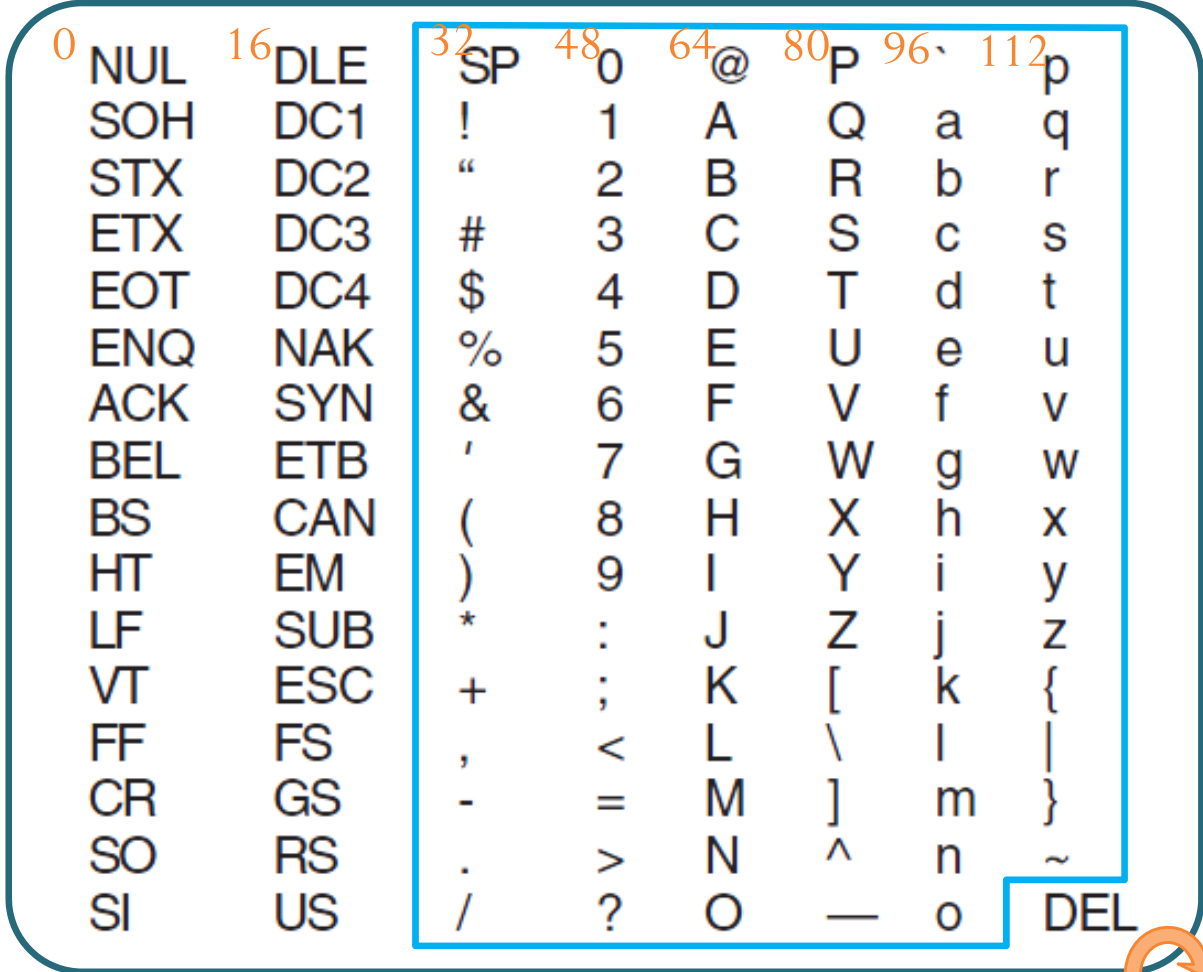 0 16 32 48 64 80 96 112
NUL DLE SP 0 @ P ` p
SOH DC1 ! 1 A Q a q
STX DC2 “ 2 B R b r
ETX DC3 # 3 C S c s
EOT DC4 $ 4 D T d t
ENQ NAK % 5 E U e u
ACK SYN & 6 F V f v
BEL ETB ' 7 G W g w
BS CAN ( 8 H X h x
HT EM ) 9 I Y i y
LF SUB * : J Z j z
VT ESC + ; K [ k {
FF FS , < L \ l |
CR GS - = M ] m }
SO RS . > N ^ n ~
SI US / ? O — o DEL